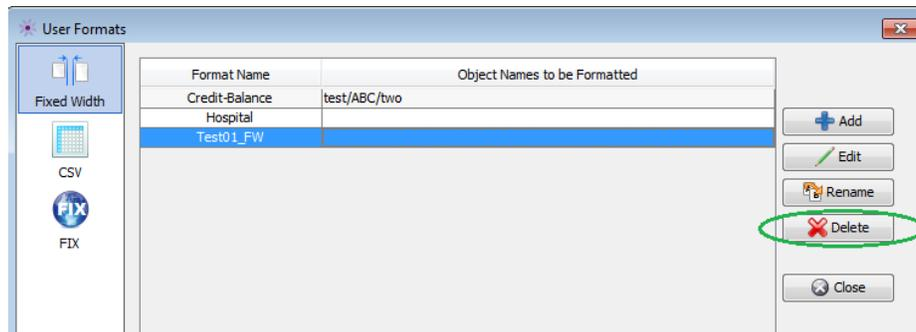 User Formats
Fixed Width
CSV
FIX
FIX
Format Name Object Names to be Formatted
Credit-Balance test/ABC/two
Hospital
Test01_FW
Add
Edit
Rename
Delete
Close